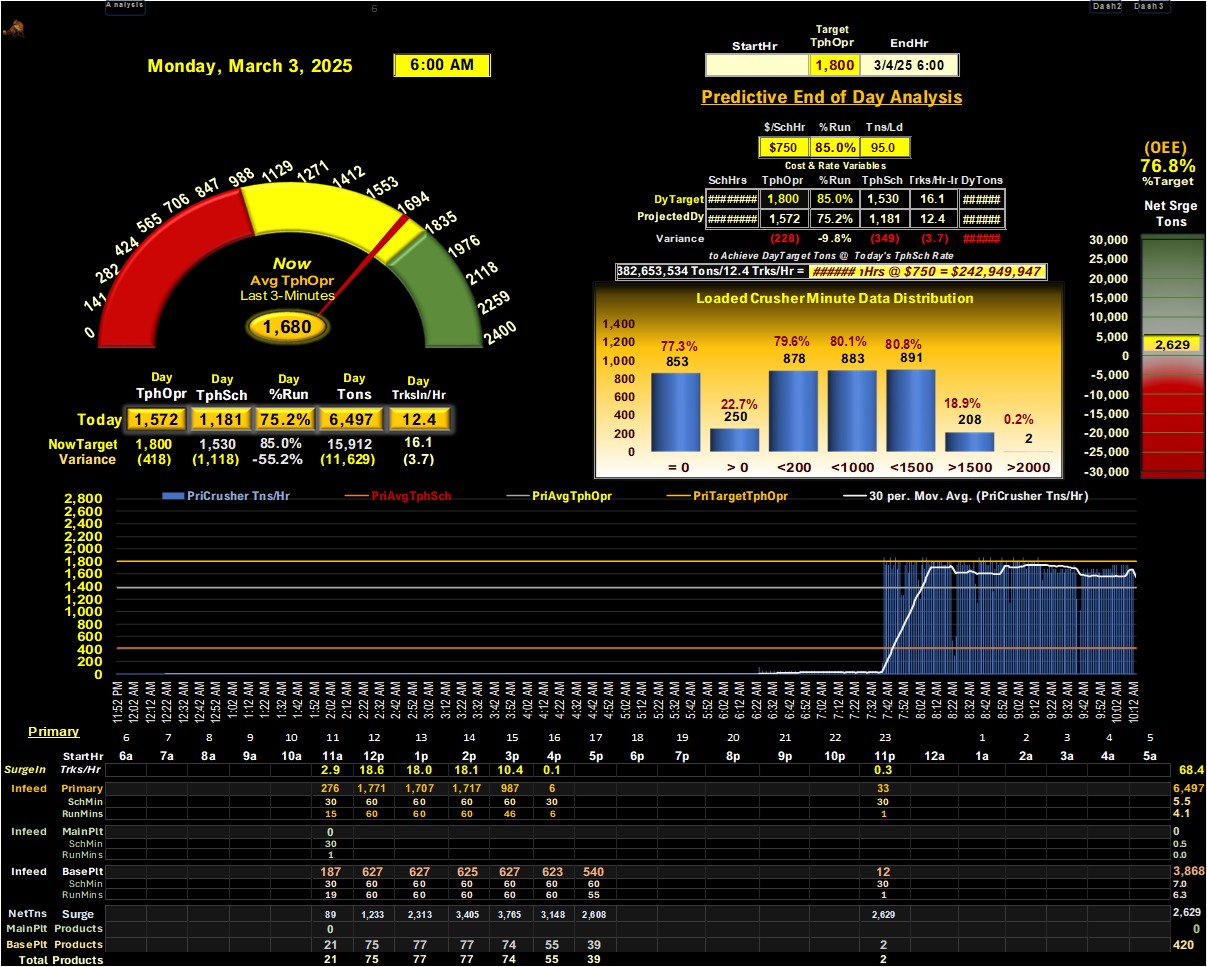 Analysis
6
Dash2 Dash3
Monday, March 3, 2025 6:00 AM
StartHr Target TphOpr EndHr
1,800 3/4/25 6:00
Predictive End of Day Analysis
$/SchHr %Run Tns/Ld
$750 85.0% 95.0
Cost & Rate Variables
SchHrs TphOpr %Run TphSch Trks/Hr-Ir DyTons
DyTarget ######## 1,800 85.0% 1,530 16.1 ######
ProjectedDy ######## 1,572 75.2% 1,181 12.4 ######
Variance (228) -9.8% (349) (3.7) ######
to Achieve DayTarget Tons @ Today's TphSch Rate
382,653,534 Tons/12.4 Trks/Hr = ###### ıHrs @ $750 = $242,949,947
(OEE)
76.8%
%Target
Net Srge
Tons
30,000
25,000
20,000
15,000
10,000
5,000
2,629
0
-5,000
-10,000
-15,000
-20,000
-25,000
-30,000
0 141 282 424 565 706 847 988 1129 1271 1412 1553 1694 1835 1976 2118 2259 2400
Now
Avg TphOpr
Last 3-Minutes
1,680
Day Day Day Day Day
TphOpr TphSch %Run Tons TrksIn/Hr
Today 1,572 1,181 75.2% 6,497 12.4
NowTarget 1,800 1,530 85.0% 15,912 16.1
Variance (418) (1,118) -55.2% (11,629) (3.7)
Loaded Crusher Minute Data Distribution
1,400
1,200
1,000
800
600
400
200
0
77.3% 22.7% 79.6% 80.1% 80.8% 18.9% 0.2%
853 250 878 883 891 208 2
= 0 > 0 <200 <1000 <1500 >1500 >2000
PriCrusher Tns/Hr PriAvgTphSch PriAvgTphOpr PriTargetTphOpr 30 per. Mov. Avg. (PriCrusher Tns/Hr)
2,800
2,600
2,400
2,200
2,000
1,800
1,600
1,400
1,200
1,000
800
600
400
200
0
11:52 PM 12:02 AM 12:12 AM 12:22 AM 12:32 AM 12:42 AM 12:52 AM 1:02 AM 1:12 AM 1:22 AM 1:32 AM 1:42 AM 1:52 AM 2:02 AM 2:12 AM 2:22 AM 2:32 AM 2:42 AM 2:52 AM 3:02 AM 3:12 AM 3:22 AM 3:32 AM 3:42 AM 3:52 AM 4:02 AM 4:12 AM 4:22 AM 4:32 AM 4:42 AM 4:52 AM 5:02 AM 5:12 AM 5:22 AM 5:32 AM 5:42 AM 5:52 AM 6:02 AM 6:12 AM 6:22 AM 6:32 AM 6:42 AM 6:52 AM 7:02 AM 7:12 AM 7:22 AM 7:32 AM 7:42 AM 7:52 AM 8:02 AM 8:12 AM 8:22 AM 8:32 AM 8:42 AM 8:52 AM 9:02 AM 9:12 AM 9:22 AM 9:32 AM 9:42 AM 9:52 AM 10:02 AM 10:12 AM
Primary 6 7 8 9 10 11 12 13 14 15 16 17 18 19 20 21 22 23 1 2 3 4 5
StartHr 6a 7a 8a 9a 10a 11a 12p 1p 2p 3p 4p 5p 6p 7p 8p 9p 10p 11p 12a 1a 2a 3a 4a 5a
SurgeIn Trks/Hr 2.9 18.6 18.0 18.1 10.4 0.1 0.3 68.4
Infeed Primary 276 1,771 1,707 1,717 987 6 33 6,497
SchMin 30 60 60 60 60 30 30 5.5
RunMins 15 60 60 60 46 6 1 4.1
Infeed MainPlt 0 0
SchMin 30 0.5
RunMins 1 0.0
Infeed BasePlt 187 627 627 625 627 623 540 12 3,868
SchMin 30 60 60 60 60 60 60 30 7.0
RunMins 19 60 60 60 60 60 55 1 6.3
NetTns Surge 89 1,233 2,313 3,405 3,765 3,148 2,608 2,629 2,629
MainPlt Products 0 0
BasePlt Products 21 75 77 77 74 55 39 2 420
Total Products 21 75 77 77 74 55 39 2